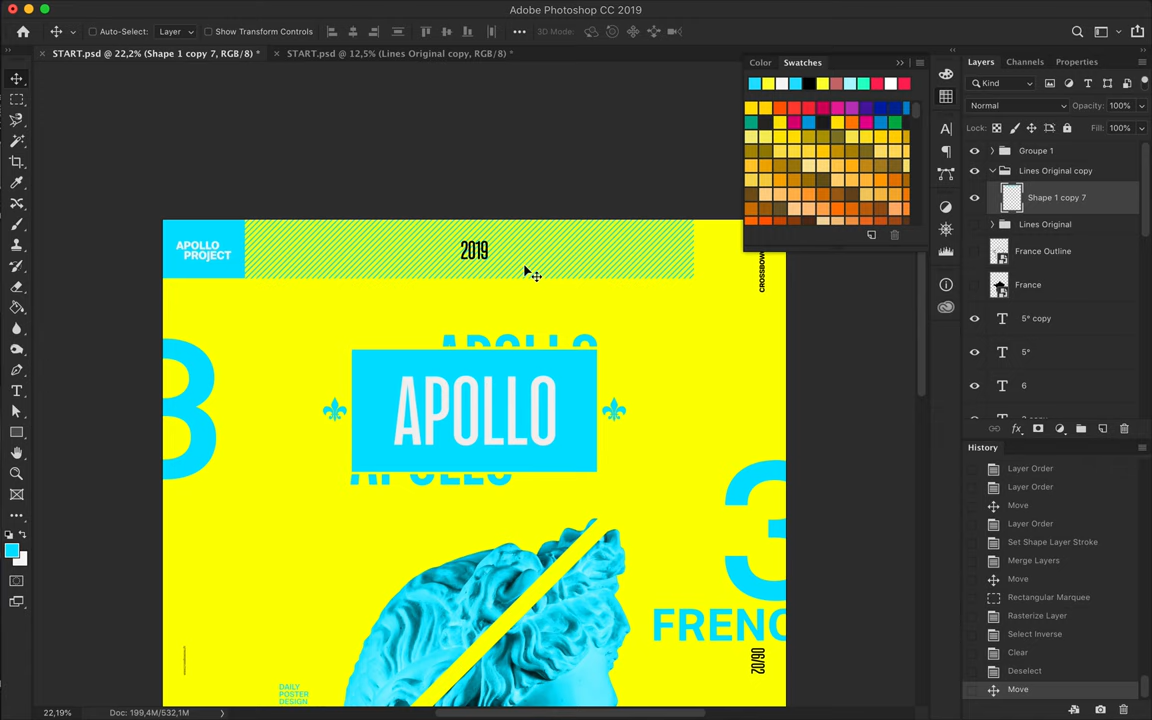 Adobe Photoshop CC 2019
Auto-Select: Layer Show Transform Controls 3D Mode:
START.psd @ 22,2% (Shape 1 copy 7, RGB/8) * START.psd @ 12,5% (Lines Original copy, RGB/8) *
Color Swatches
Layers Channels Properties
Kind
Normal Opacity: 100%
Lock: Fill: 100%
Groupe 1
Lines Original copy
Shape 1 copy 7
Lines Original
France Outline
France
5° copy
5°
6
History
Layer Order
Layer Order
Move
Layer Order
Set Shape Layer Stroke
Merge Layers
Move
Rectangular Marquee
Rasterize Layer
Select Inverse
Clear
Deselect
Move
APOLLO
PROJECT
2019
CROSSBOW
APOLLO
APOLLO
3
3
FRENC
06/02
DAILY
POSTER
DESIGN
22,19% Doc: 199,4M/532,1M